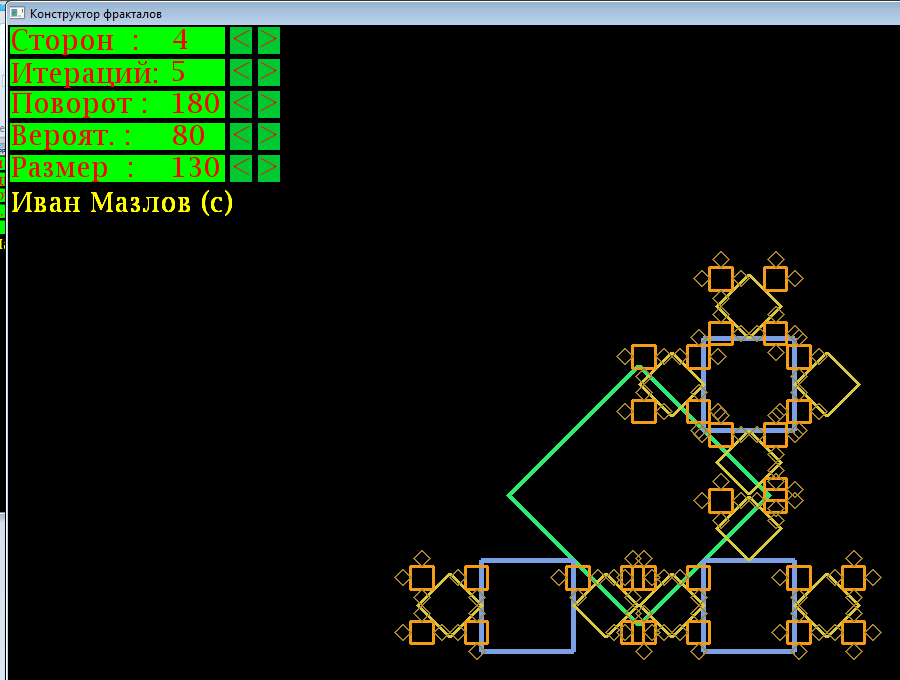 Конструктор фракталов
Сторон : 4 < >
Итераций: 5 < >
Поворот : 180 < >
Вероят. : 80 < >
Размер : 130 < >
Иван Мазлов (c)